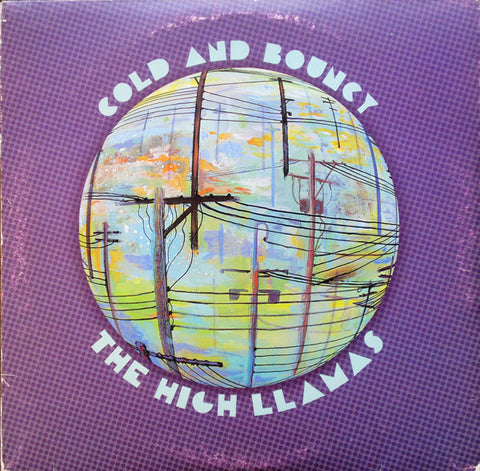 COLD AND BOUNCY
THE HIGH LLAMAS